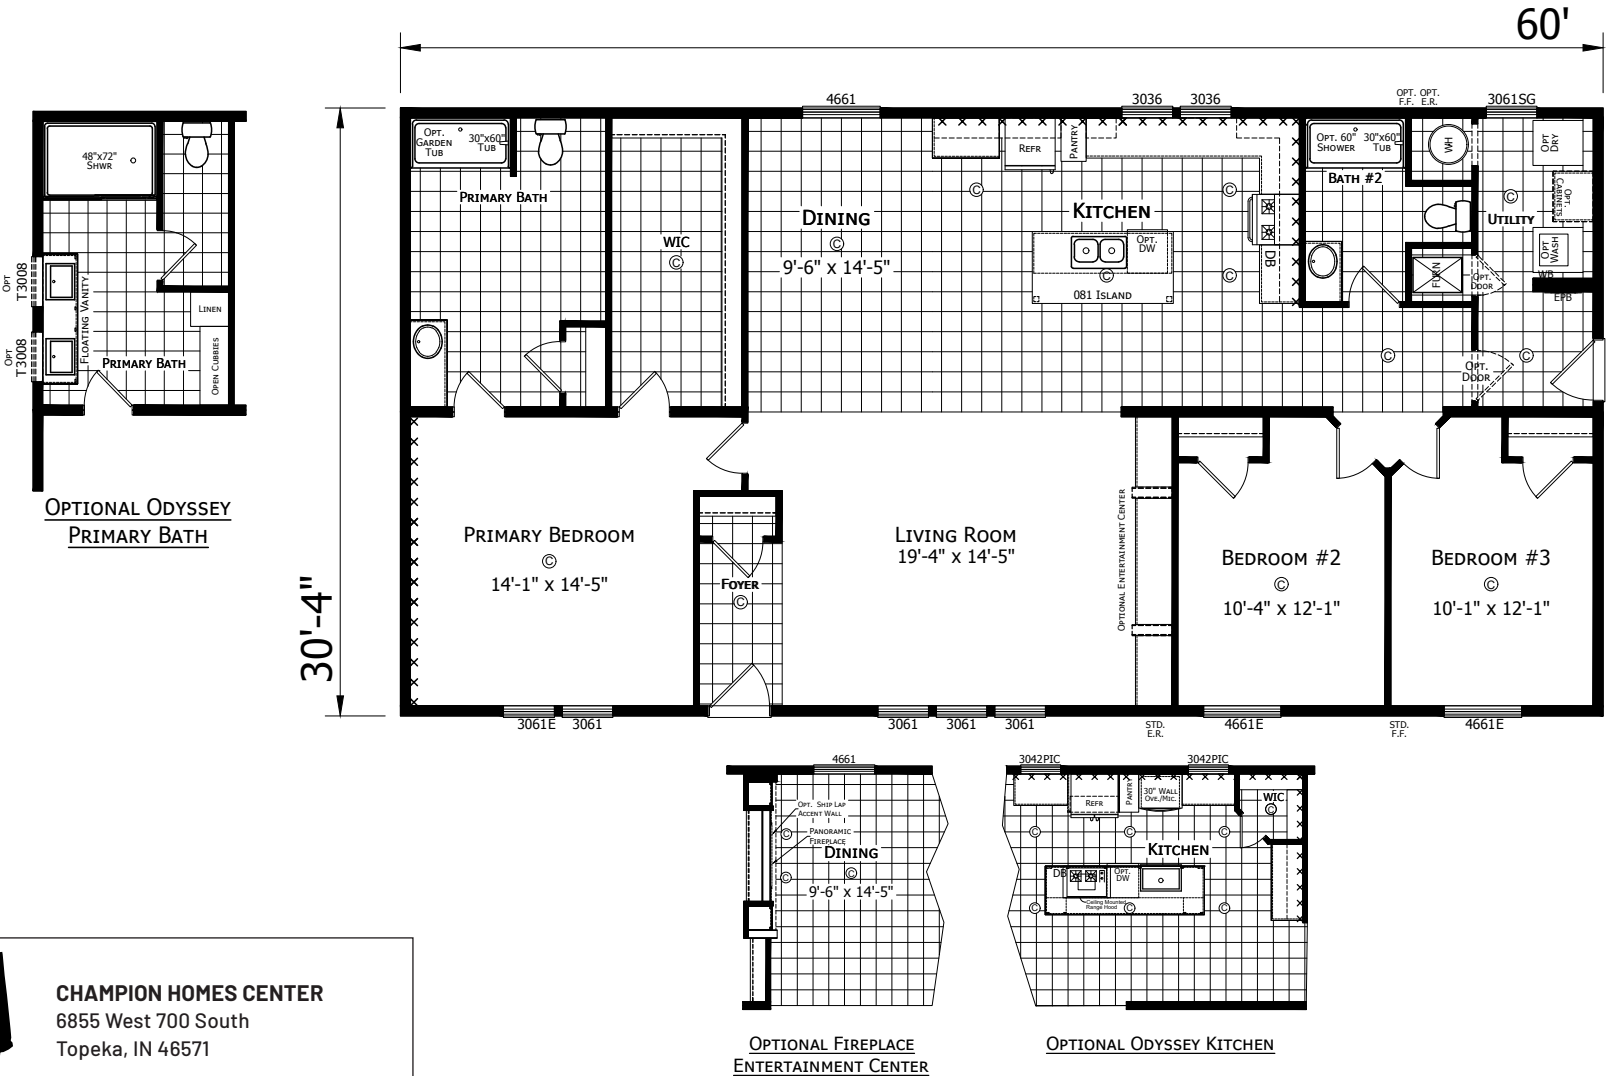 60'
30'-4"
4661
3036
3036
OPT. OPT.
F.F. E.R.
3061SG
OPT.
GARDEN
TUB
30"x60"
TUB
PRIMARY BATH
WIC
©
DINING
©
9'-6" x 14'-5"
REFR
PANTRY
©
©
KITCHEN
OPT.
DW
©
©
081 ISLAND
DB
OPT. 60"
SHOWER
30"x60"
TUB
BATH #2
WH
FURN
OPT
DRY
OPT.
CABINETS
©
UTILITY
OPT
WASH
WB
EPB
OPT.
DOOR
©
©
OPT.
DOOR
PRIMARY BEDROOM
©
14'-1" x 14'-5"
FOYER
©
LIVING ROOM
19'-4" x 14'-5"
OPTIONAL ENTERTAINMENT CENTER
BEDROOM #2
©
10'-4" x 12'-1"
BEDROOM #3
©
10'-1" x 12'-1"
3061E
3061
3061
3061
3061
STD.
E.R.
4661E
STD.
F.F.
4661E
48"x72"
SHWR
OPT
T3008
OPT
T3008
FLOATING VANITY
LINEN
OPEN CUBBIES
PRIMARY BATH
OPTIONAL ODYSSEY
PRIMARY BATH
4661
OPT. SHIP LAP
ACCENT WALL
©
PANORAMIC
FIREPLACE
DINING
©
©
9'-6" x 14'-5"
OPTIONAL FIREPLACE
ENTERTAINMENT CENTER
3042PIC
3042PIC
REFR
PANTRY
30" WALL
OVE./MIC.
WIC
©
©
©
©
KITCHEN
DB
OPT.
DW
Ceiling Mounted
Range Hood
©
©
©
OPTIONAL ODYSSEY KITCHEN
CHAMPION HOMES CENTER
6855 West 700 South
Topeka, IN 46571